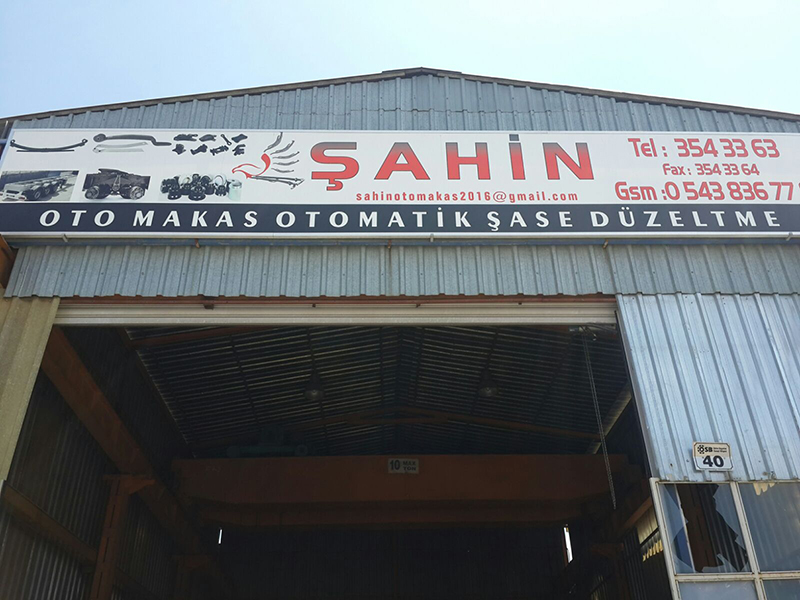 ŞAHİN
sahinotomakas2016@gmail.com
Tel : 354 33 63
Fax : 354 33 64
Gsm :0 543 836 77
OTO MAKAS OTOMATİK ŞASE DÜZELTME
10
SB
40